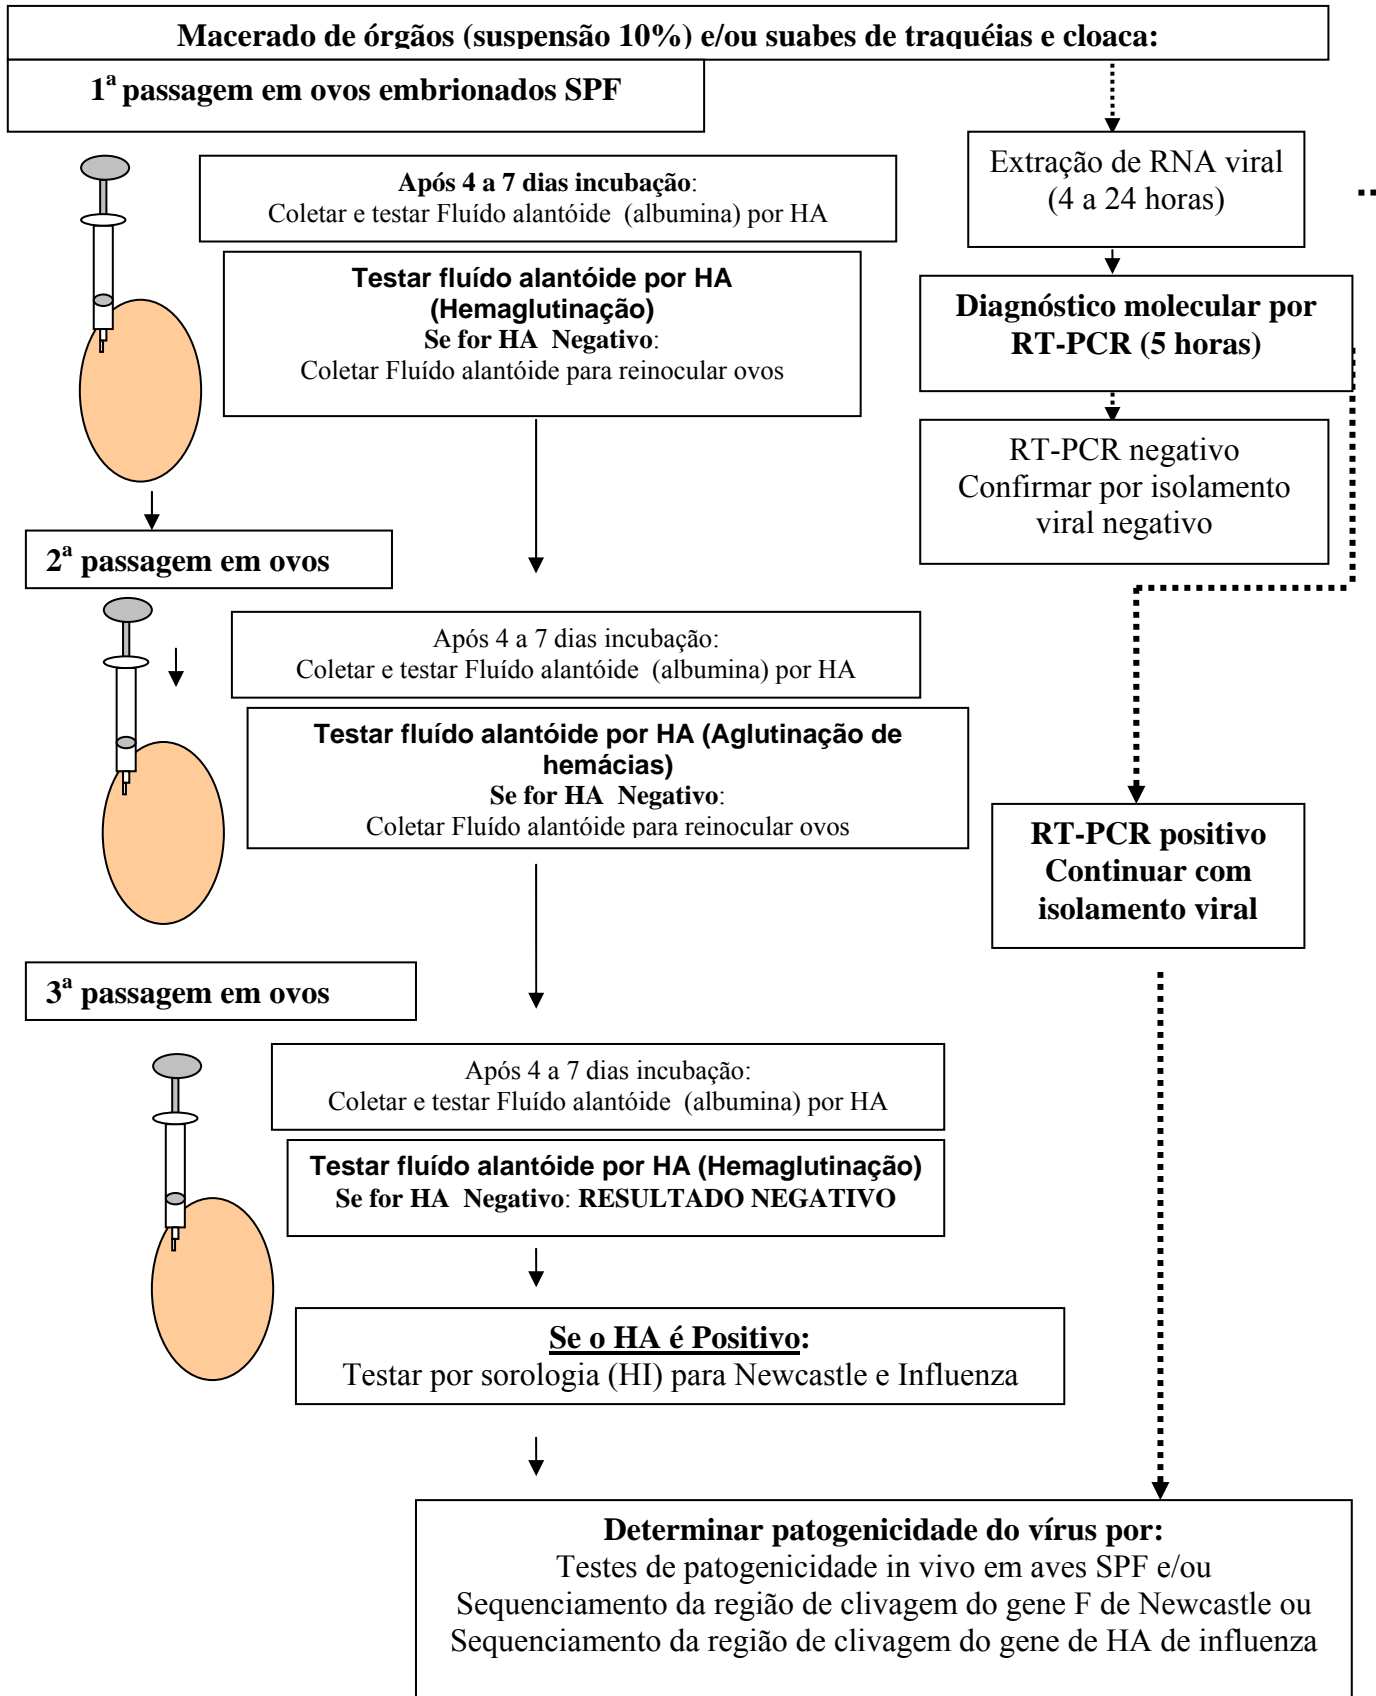 Macerado de órgãos (suspensão 10%) e/ou suabes de traquéias e cloaca:
1ª passagem em ovos embrionados SPF
Após 4 a 7 dias incubação:
Coletar e testar Fluído alantóide (albumina) por HA
Testar fluído alantóide por HA
(Hemaglutinação)
Se for HA Negativo:
Coletar Fluído alantóide para reinocular ovos
2ª passagem em ovos
Após 4 a 7 dias incubação:
Coletar e testar Fluído alantóide (albumina) por HA
Testar fluído alantóide por HA (Aglutinação de
hemácias)
Se for HA Negativo:
Coletar Fluído alantóide para reinocular ovos
3ª passagem em ovos
Após 4 a 7 dias incubação:
Coletar e testar Fluído alantóide (albumina) por HA
Testar fluído alantóide por HA (Hemaglutinação)
Se for HA Negativo: RESULTADO NEGATIVO
Se o HA é Positivo:
Testar por sorologia (HI) para Newcastle e Influenza
Extração de RNA viral
(4 a 24 horas)
Diagnóstico molecular por
RT-PCR (5 horas)
RT-PCR negativo
Confirmar por isolamento
viral negativo
RT-PCR positivo
Continuar com
isolamento viral
Determinar patogenicidade do vírus por:
Testes de patogenicidade in vivo em aves SPF e/ou
Sequenciamento da região de clivagem do gene F de Newcastle ou
Sequenciamento da região de clivagem do gene de HA de influenza